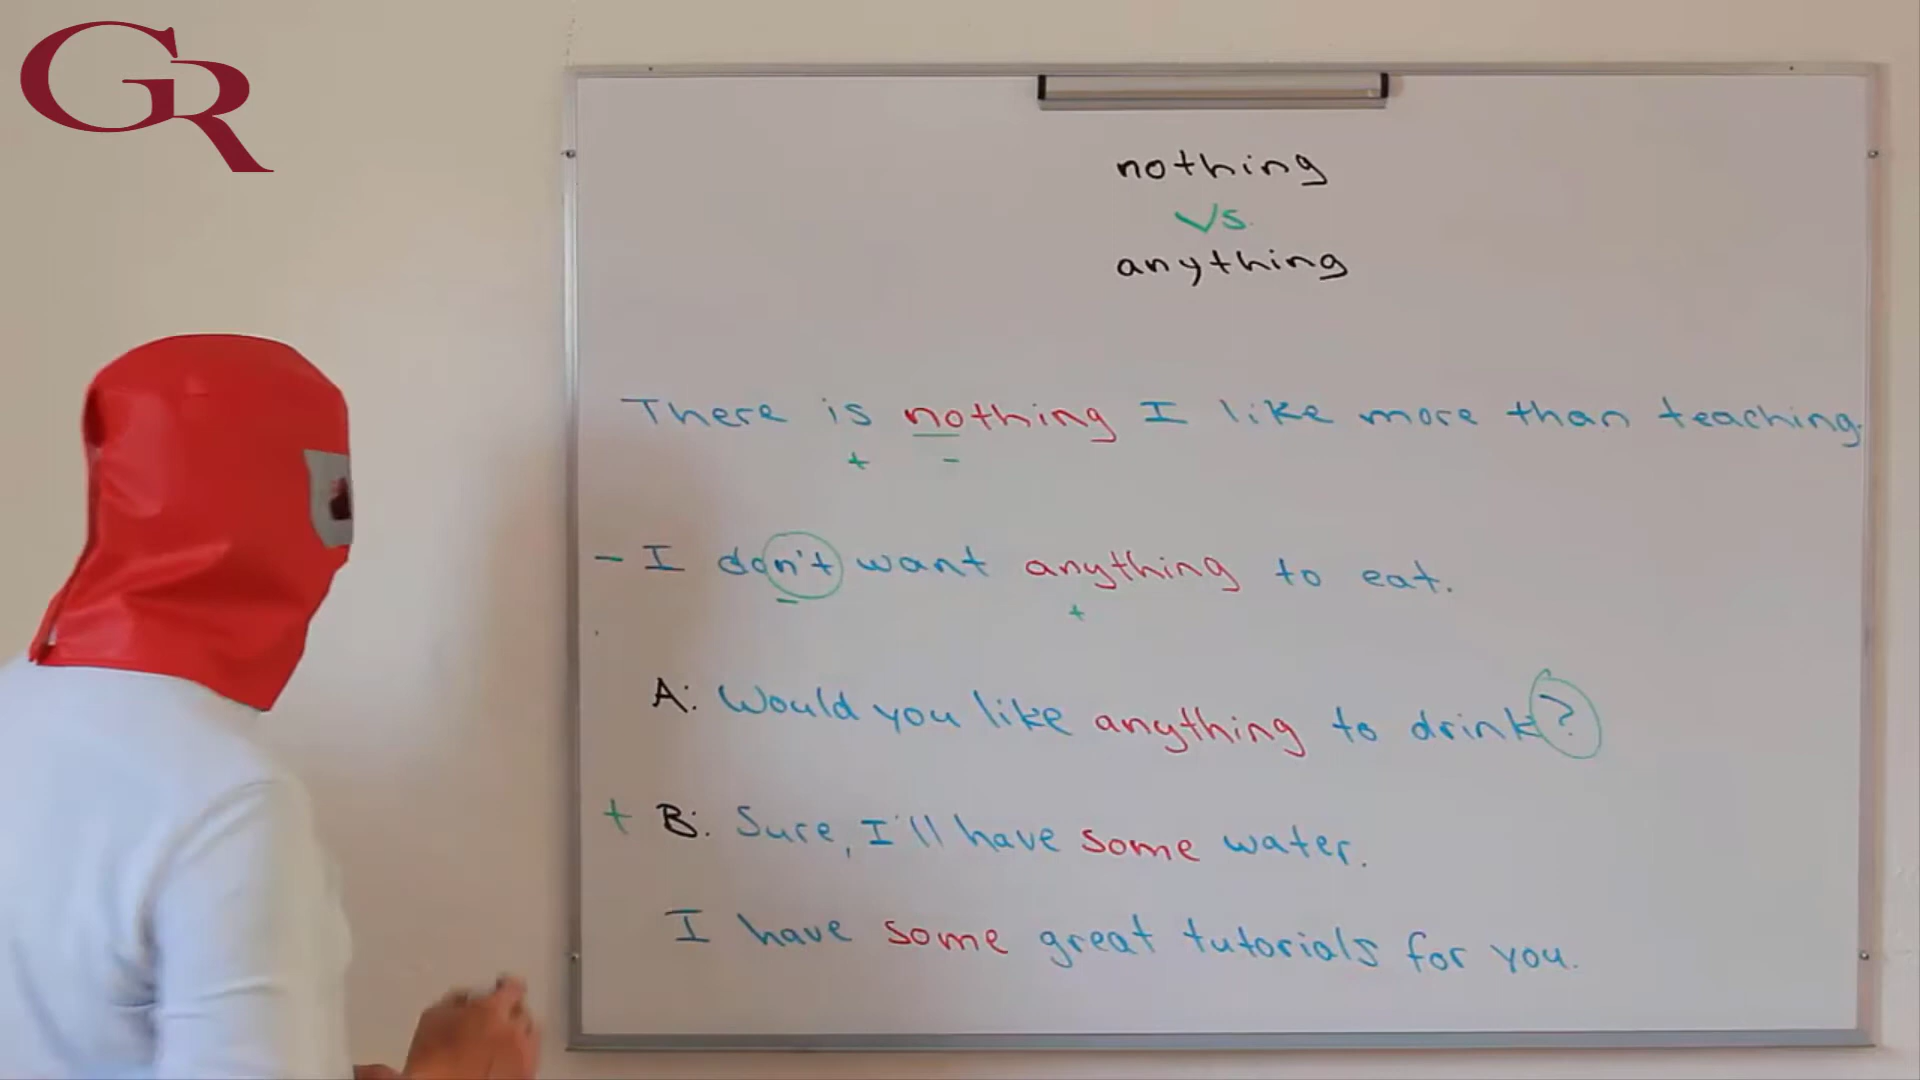 GR
nothing
vs.
anything
There is nothing I like more than teaching.
+ -
- I don't want anything to eat.
- +
A: Would you like anything to drink?
+ B: Sure, I'll have some water.
I have some great tutorials for you.